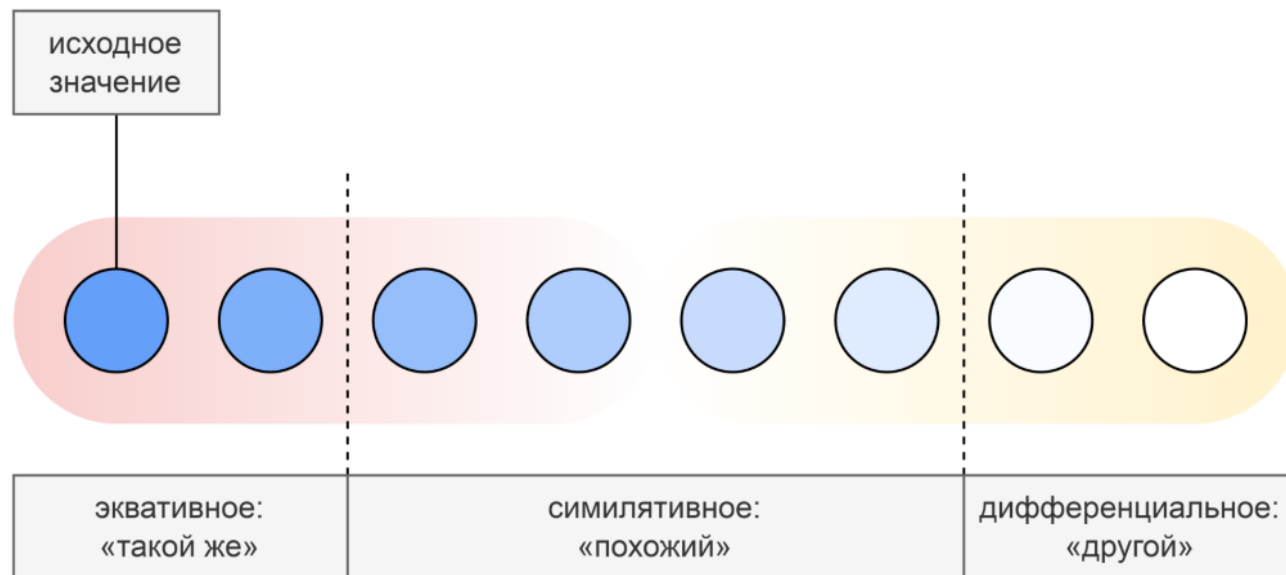 исходное
значение
эквативное:
«такой же»
симилятивное:
«похожий»
дифференциальное:
«другой»